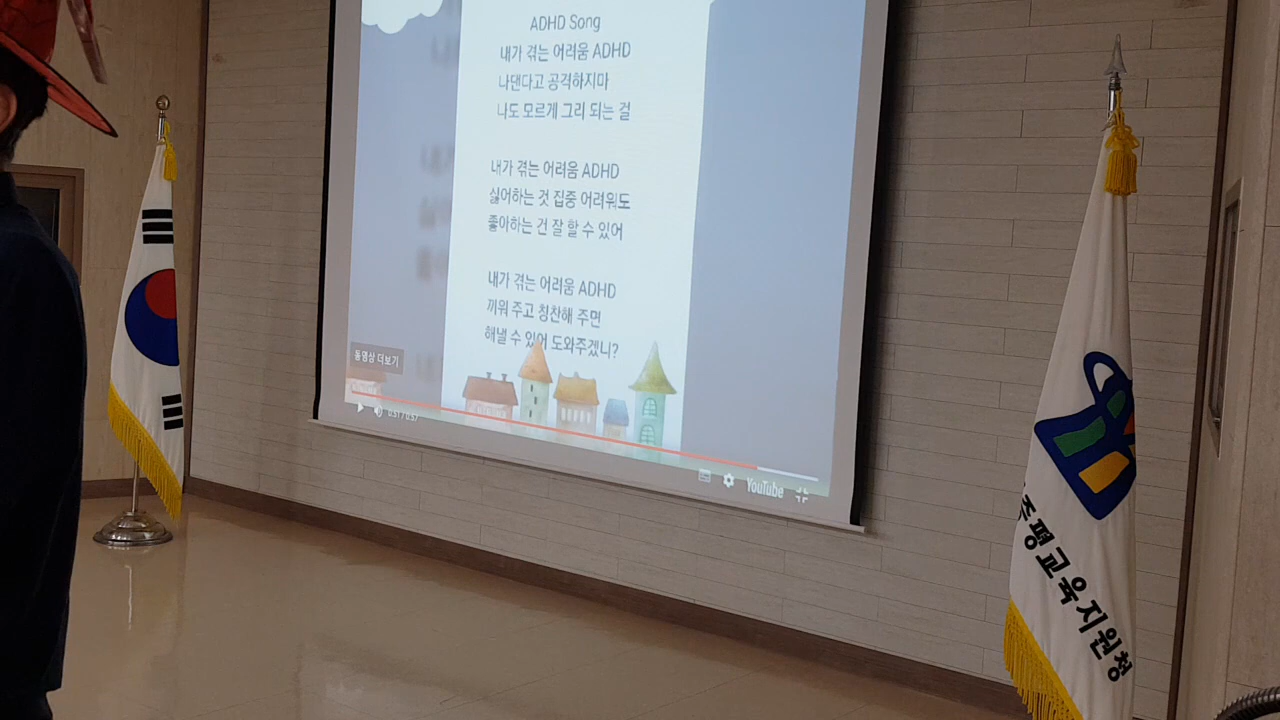 ADHD Song
내가 겪는 어려움 ADHD
나댄다고 공격하지마
나도 모르게 그리 되는 걸
내가 겪는 어려움 ADHD
싫어하는 것 집중 어려워도
좋아하는 건 잘 할 수 있어
내가 겪는 어려움 ADHD
끼워 주고 칭찬해 주면
해낼 수 있어 도와주겠니?
동영상 더보기
0:51 / 0:57
YouTube
평교육지원청